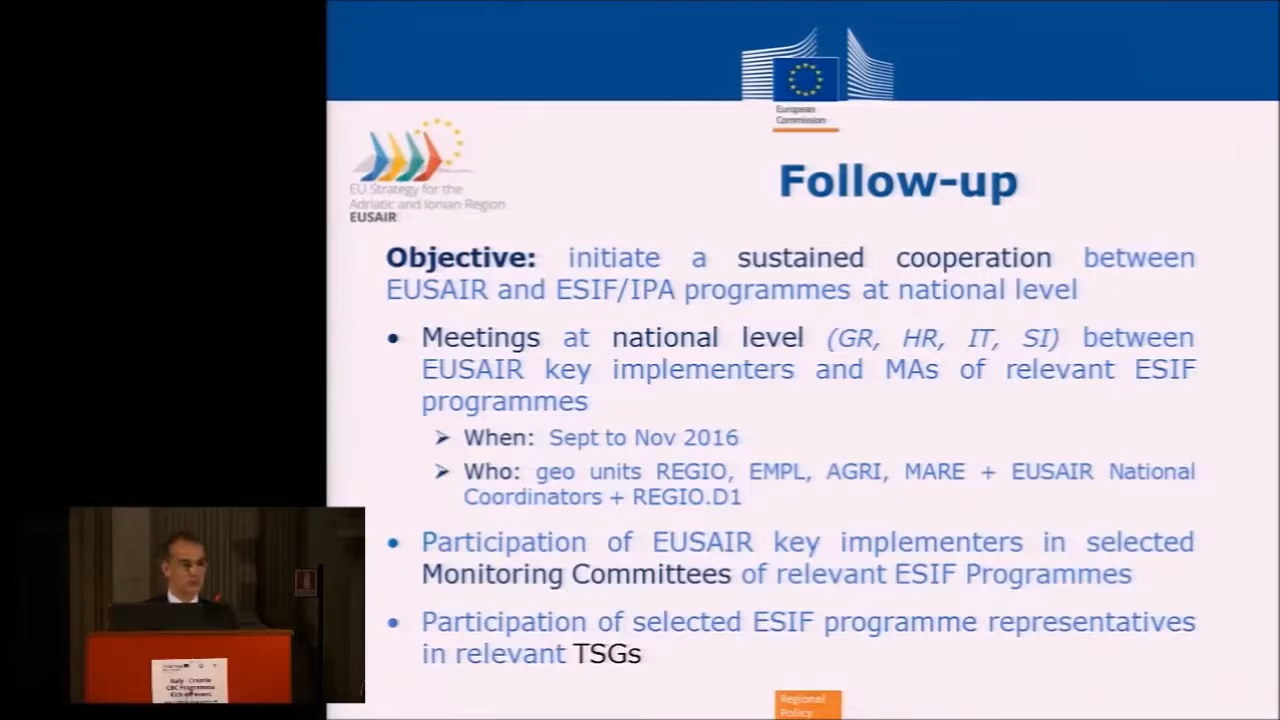 European
Commission
EU Strategy for the
Adriatic and Ionian Region
EUSAIR
Follow-up
Objective: initiate a sustained cooperation between
EUSAIR and ESIF/IPA programmes at national level
• Meetings at national level (GR, HR, IT, SI) between
EUSAIR key implementers and MAs of relevant ESIF
programmes
➢ When: Sept to Nov 2016
➢ Who: geo units REGIO, EMPL, AGRI, MARE + EUSAIR National
Coordinators + REGIO.D1
• Participation of EUSAIR key implementers in selected
Monitoring Committees of relevant ESIF Programmes
• Participation of selected ESIF programme representatives
in relevant TSGs
Italy - Croatia
CBC Programme
Kick-off event
Regional
Policy